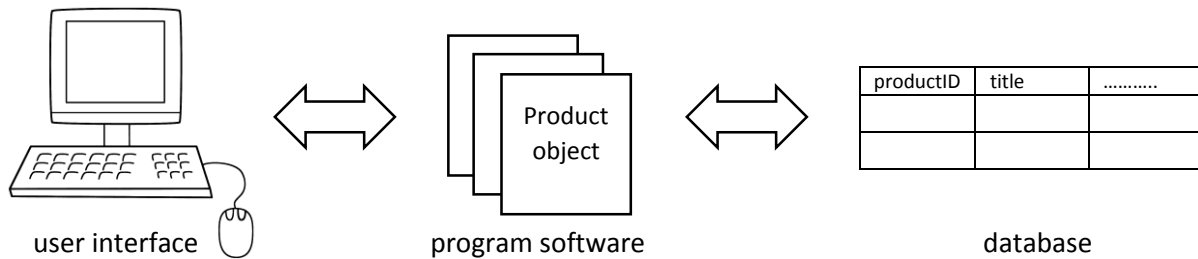 productID title ………..
Product
object
user interface program software database